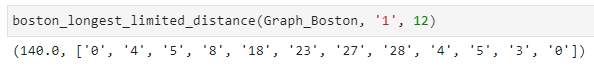 boston_longest_limited_distance(Graph_Boston, '1', 12)
(140.0, ['0', '4', '5', '8', '18', '23', '27', '28', '4', '5', '3', '0'])